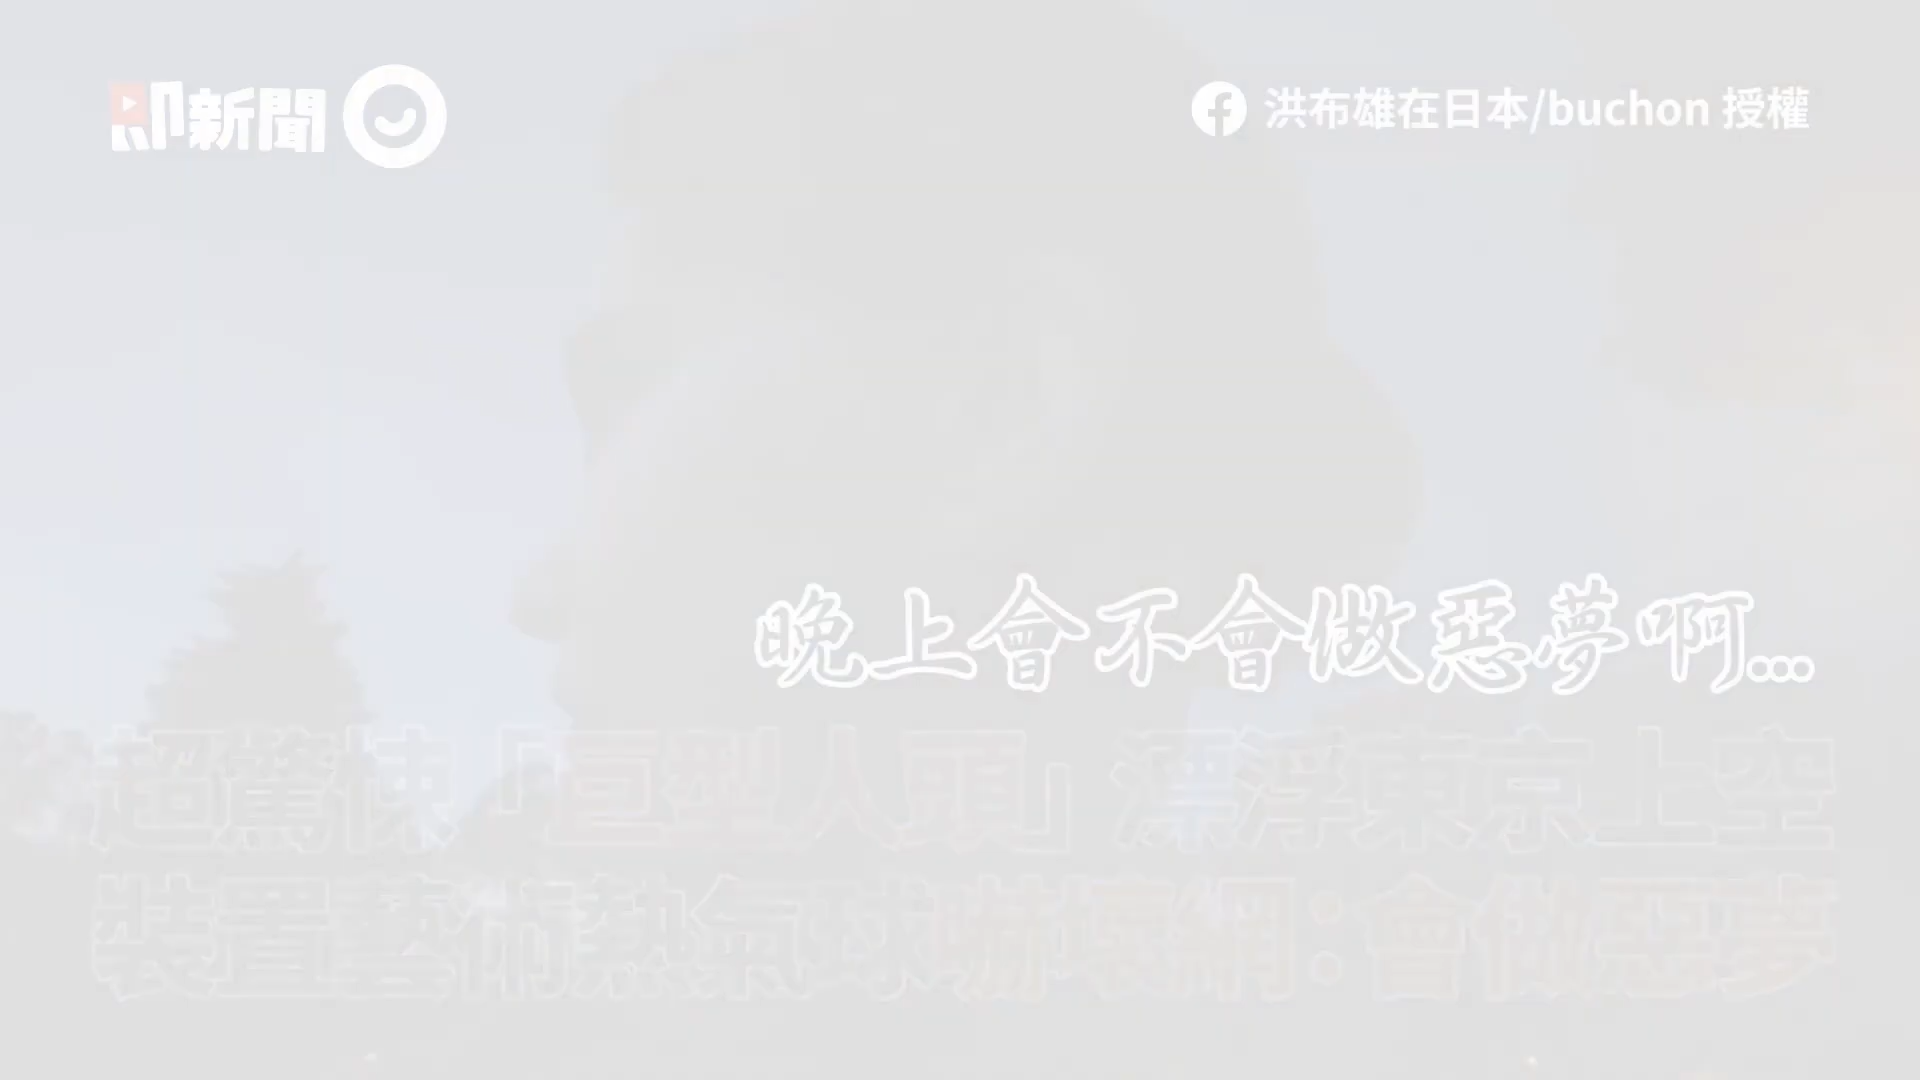 即新聞
洪布雄在日本/buchon 授權
晚上會不會做惡夢啊...
超驚悚「巨型人頭」漂浮東京上空
裝置藝術熱氣球嚇壞網：會做惡夢